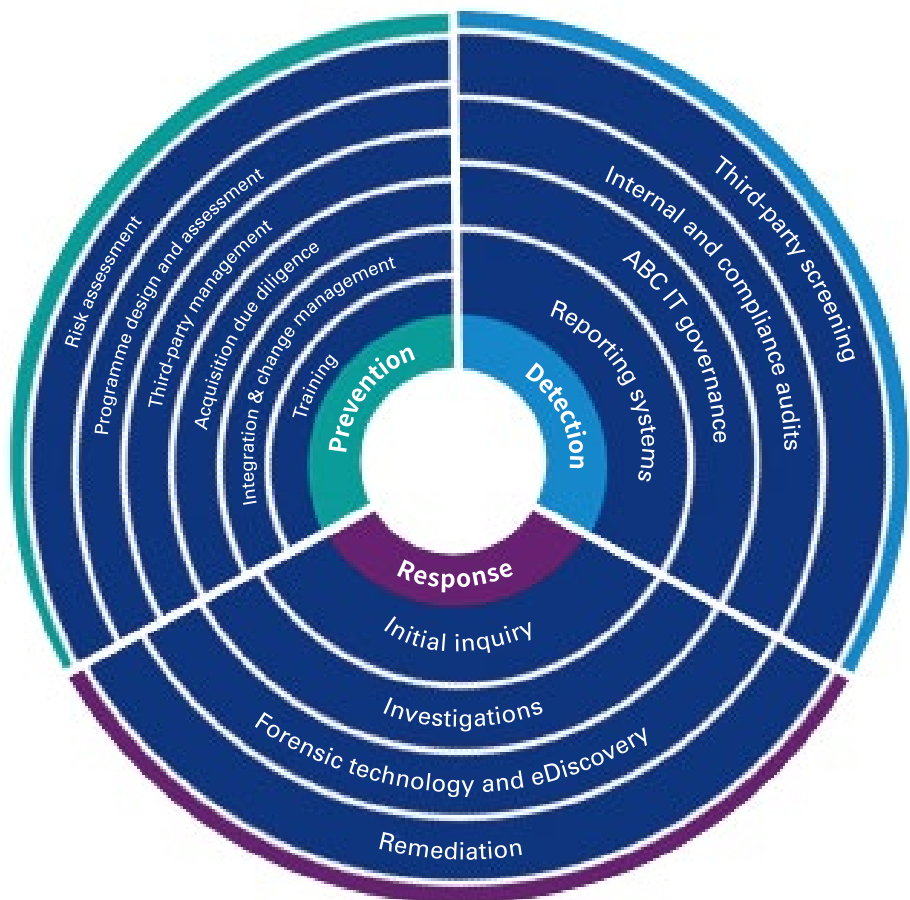 Prevention
Risk assessment
Programme design and assessment
Third-party management
Acquisition due diligence
Integration & change management
Training
Detection
Third-party screening
Internal and compliance audits
ABC IT governance
Reporting systems
Response
Initial inquiry
Investigations
Forensic technology and eDiscovery
Remediation